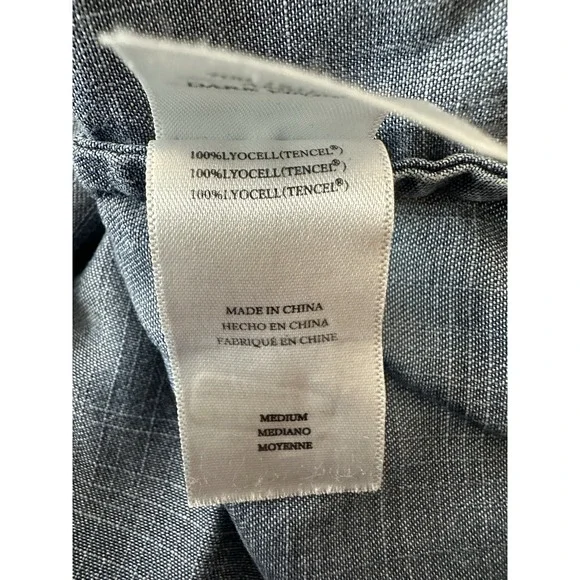 DARK
100%LYOCELL(TENCEL®)
100%LYOCELL(TENCEL®)
100%LYOCELL(TENCEL®)
MADE IN CHINA
HECHO EN CHINA
FABRIQUÉ EN CHINE
MEDIUM
MEDIANO
MOYENNE